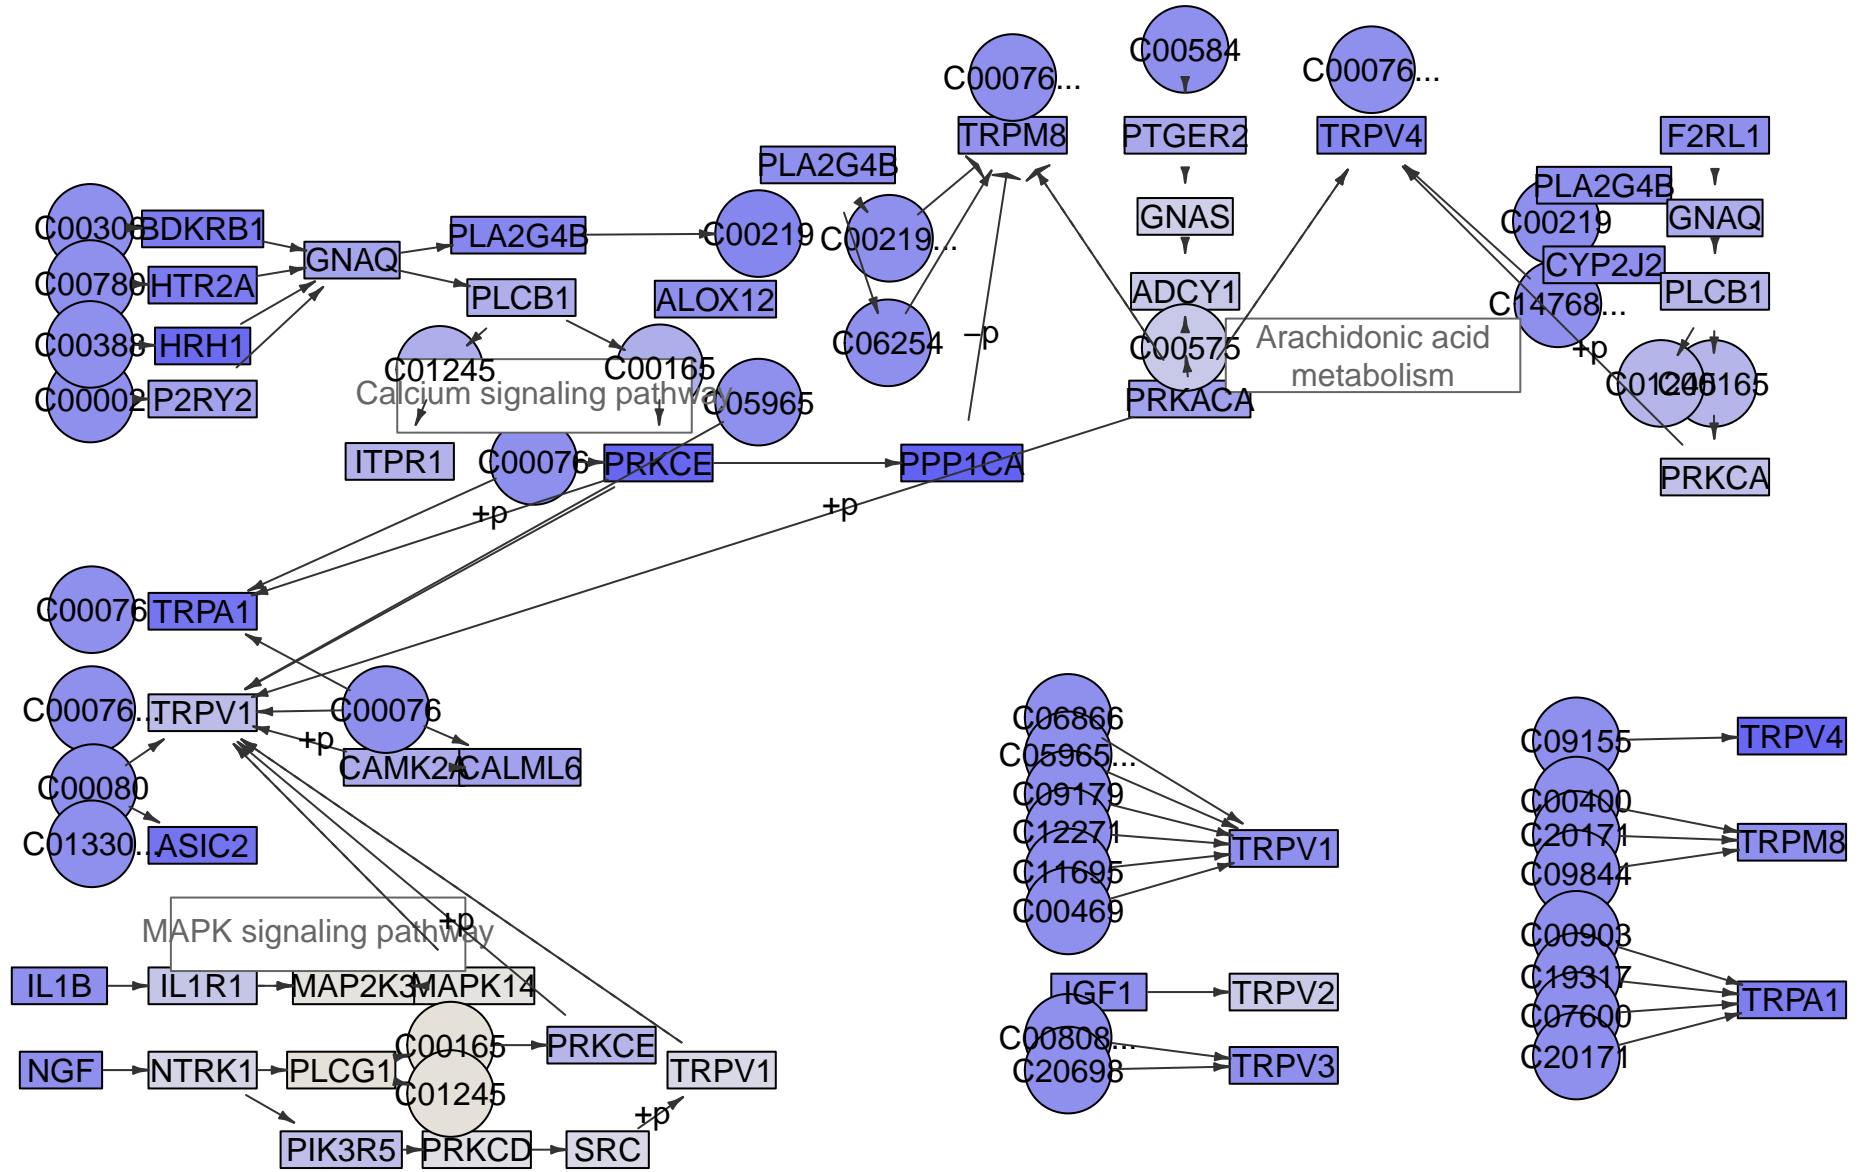 C00584
C00076...
C00076...
TRPM8
PTGER2
TRPV4
F2RL1
PLA2G4B
PLA2G4B
C00219
GNAS
GNAQ
BDKRB1
PLA2G4B
C00219
C00219...
GNAQ
CYP2J2
HTR2A
PLCB1
ALOX12
ADCY1
PLCB1
C14768...
C00388
HRH1
C06254
–p
C00575
Arachidonic acid
metabolism
+p
C01245
C00165
Calcium signaling pathway
C05965
C00002
P2RY2
PRKACA
C01245
C00165
ITPR1
C00076
PRKCE
PPP1CA
PRKCA
+p
+p
C00076
TRPA1
C00076...
TRPV1
C00076
+p
CAMK2A
CALML6
C00080
C01330...
ASIC2
C06866
C05965...
C09179
C12271
C11695
C00469
TRPV1
C09155
TRPV4
C00400
C20171
C09844
TRPM8
C00903
C19317
C07600
C20171
TRPA1
MAPK signaling pathway
+p
IL1B
IL1R1
MAP2K3
MAPK14
IGF1
TRPV2
C00808...
C20698
TRPV3
C00165
PRKCE
NGF
NTRK1
PLCG1
C01245
TRPV1
+p
PIK3R5
PRKCD
SRC